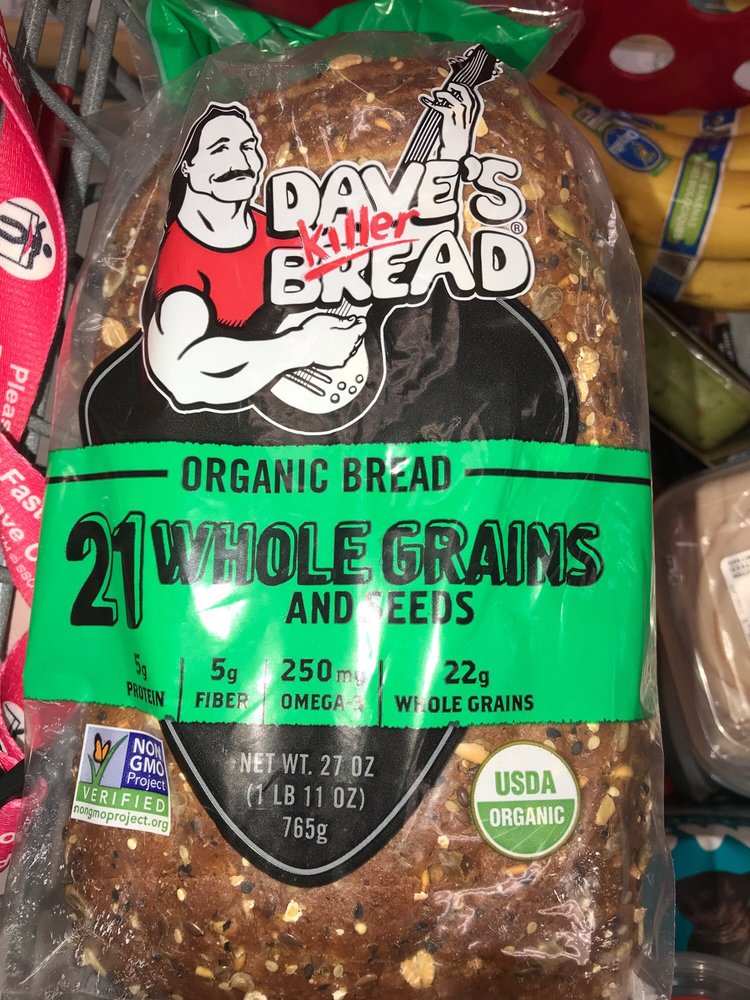 DAVE'S
Killer
BREAD®
ORGANIC BREAD
21 WHOLE GRAINS
AND SEEDS
5g
PROTEIN
5g
FIBER
250mg
OMEGA-3
22g
WHOLE GRAINS
NON
GMO
Project
VERIFIED
nongmoproject.org
NET WT. 27 OZ
(1 LB 11 OZ)
765g
USDA
ORGANIC